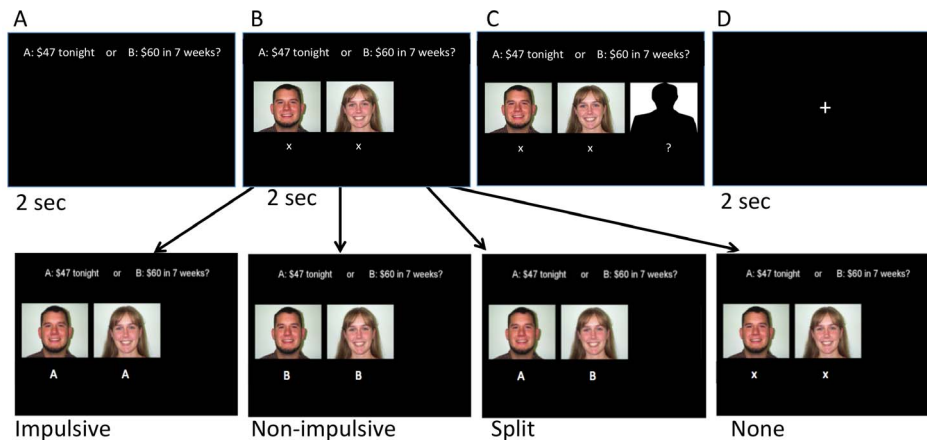 A
B
C
D
A: $47 tonight or B: $60 in 7 weeks?
A: $47 tonight or B: $60 in 7 weeks?
x x
A: $47 tonight or B: $60 in 7 weeks?
x x ?
+
2 sec
2 sec
2 sec
A: $47 tonight or B: $60 in 7 weeks?
A A
Impulsive
A: $47 tonight or B: $60 in 7 weeks?
B B
Non-impulsive
A: $47 tonight or B: $60 in 7 weeks?
A B
Split
A: $47 tonight or B: $60 in 7 weeks?
x x
None